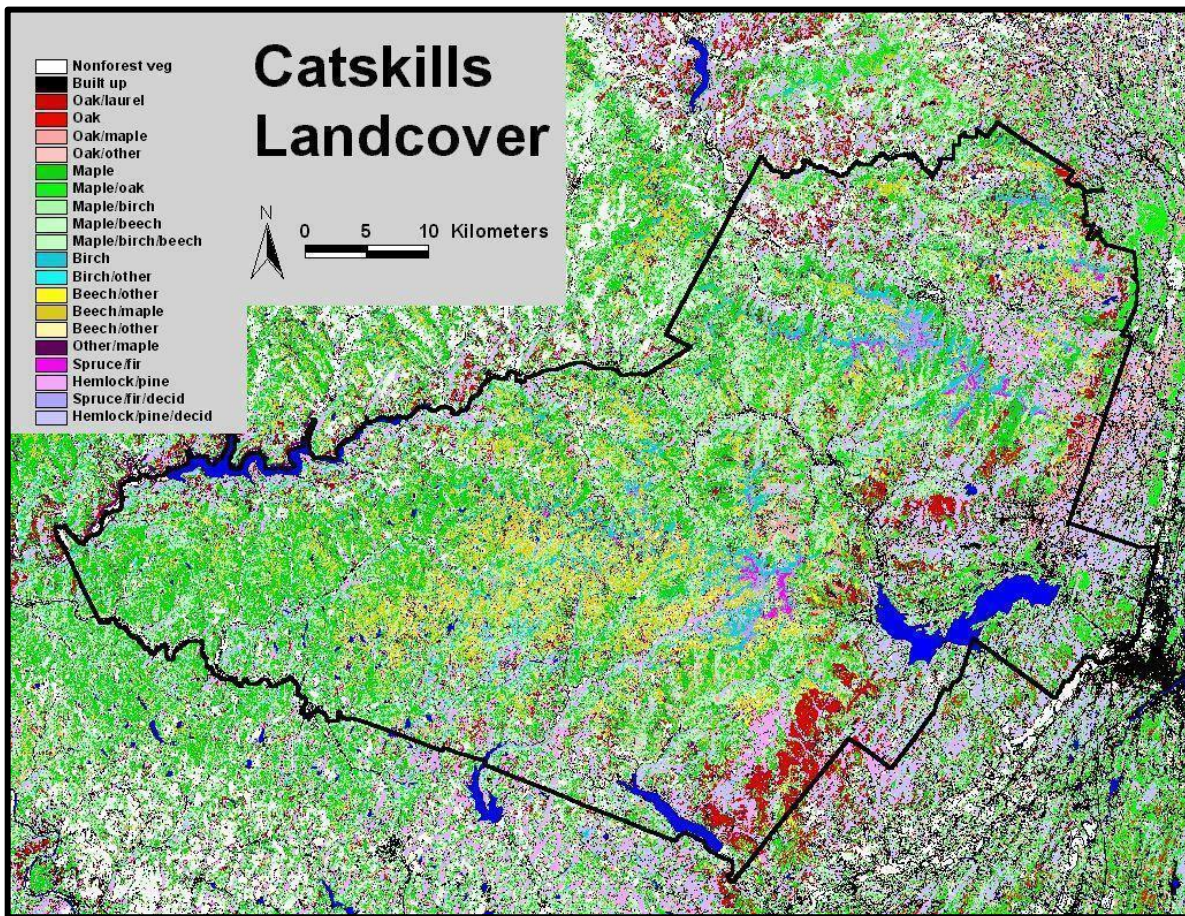 Catskills
Landcover
Nonforest veg
Built up
Oak/laurel
Oak
Oak/maple
Oak/other
Maple
Maple/oak
Maple/birch
Maple/beech
Maple/birch/beech
Birch
Birch/other
Beech/other
Beech/maple
Beech/other
Other/maple
Spruce/fir
Hemlock/pine
Spruce/fir/decid
Hemlock/pine/decid
N
0 5 10 Kilometers